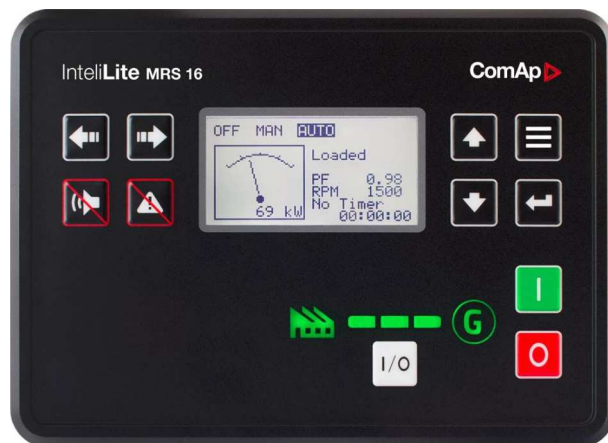 InteliLite MRS 16
ComAp
OFF MAN AUTO
Loaded
PF 0.98
RPM 1500
No Timer
00:00:00
69 kW
G
I
I/O
O